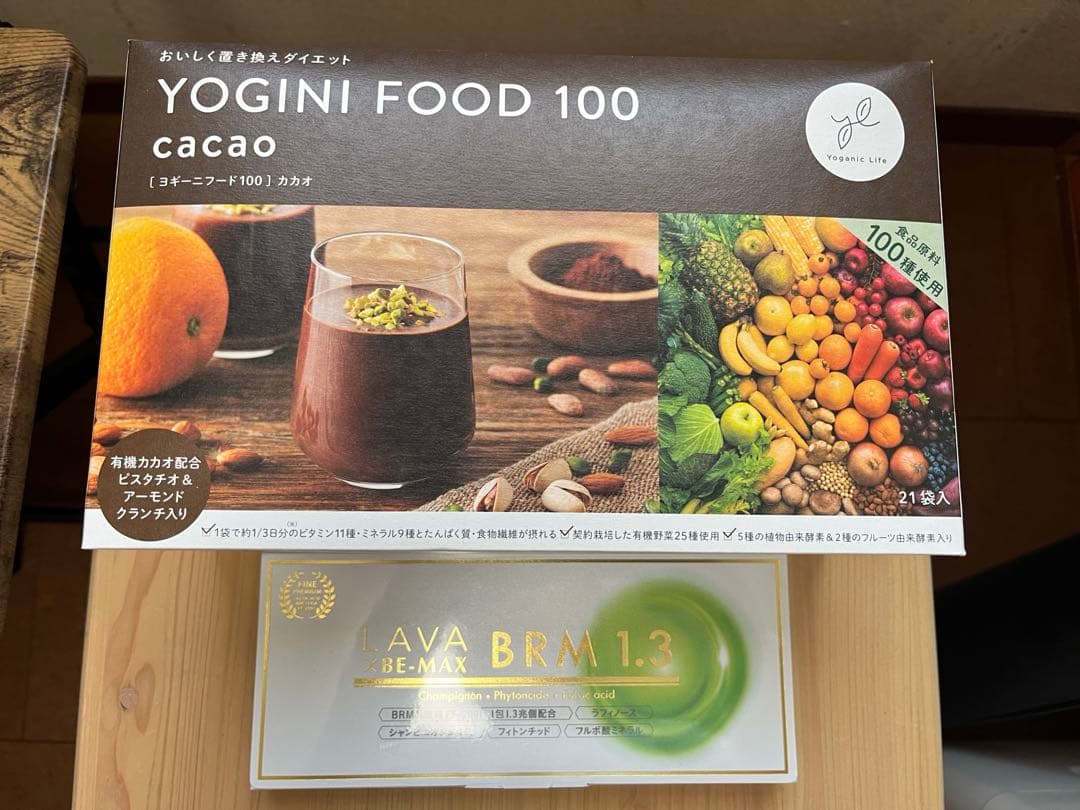 おいしく置き換えダイエット
YOGINI FOOD 100
cacao
[ヨギーニフード100] カカオ
Yoganic Life
食品原料
100種使用
有機カカオ配合
ピスタチオ&
アーモンド
クランチ入り
21袋入
1袋で約1/3日分の(※)ビタミン11種・ミネラル9種とたんぱく質・食物繊維が摂れる 契約栽培した有機野菜25種使用 5種の植物由来酵素&2種のフルーツ由来酵素入り
FINE
PREMIUM
LAVA
×BE-MAX BRM 1.3
Champignon • Phytoncide • Fulvic acid
BRM 1包1.3兆個配合 ラフィノース
フィトンチッド フルボ酸ミネラル